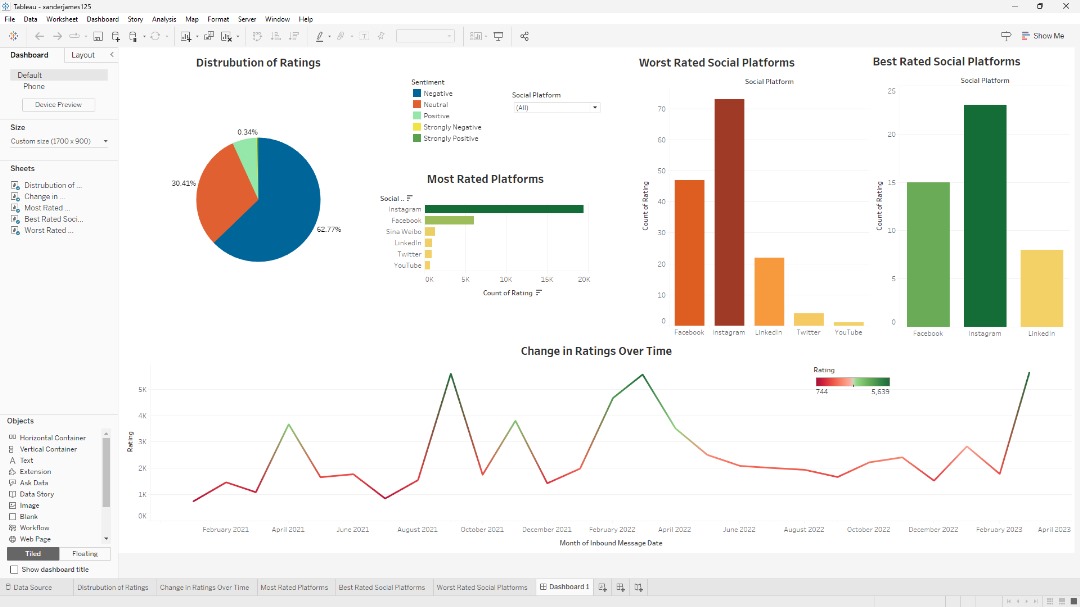 Tableau - xanderjames125
File Data Worksheet Dashboard Story Analysis Map Format Server Window Help
Show Me
Dashboard Layout
Default
Phone
Device Preview
Size
Custom size (1700 x 900)
Sheets
Distrubution of ...
Change in ...
Most Rated ...
Best Rated Soci...
Worst Rated ...
Objects
Horizontal Container
Vertical Container
Text
Extension
Ask Data
Data Story
Image
Blank
Workflow
Web Page
Tiled Floating
Show dashboard title
Distrubution of Ratings
0.34%
30.41%
62.77%
Sentiment
Negative
Neutral
Positive
Strongly Negative
Strongly Positive
Social Platform
(All)
Most Rated Platforms
Social ..
Instagram
Facebook
Sina Weibo
LinkedIn
Twitter
YouTube
0K 5K 10K 15K 20K
Count of Rating
Worst Rated Social Platforms
Social Platform
Count of Rating
70
60
50
40
30
20
10
0
Facebook Instagram LinkedIn Twitter YouTube
Best Rated Social Platforms
Social Platform
Count of Rating
25
20
15
10
5
0
Facebook Instagram LinkedIn
Change in Ratings Over Time
Rating
744 5,639
Rating
5K
4K
3K
2K
1K
0K
February 2021 April 2021 June 2021 August 2021 October 2021 December 2021 February 2022 April 2022 June 2022 August 2022 October 2022 December 2022 February 2023 April 2023
Month of Inbound Message Date
Data Source Distrubution of Ratings Change in Ratings Over Time Most Rated Platforms Best Rated Social Platforms Worst Rated Social Platforms Dashboard 1